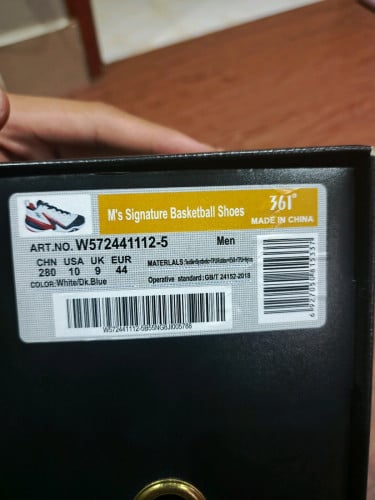 M's Signature Basketball Shoes
361°
MADE IN CHINA
ART.NO. W572441112-5
Men
CHN USA UK EUR
280 10 9 44
COLOR:White/Dk.Blue
MATERIALS:
Operative standard:GB/T 24152-2018